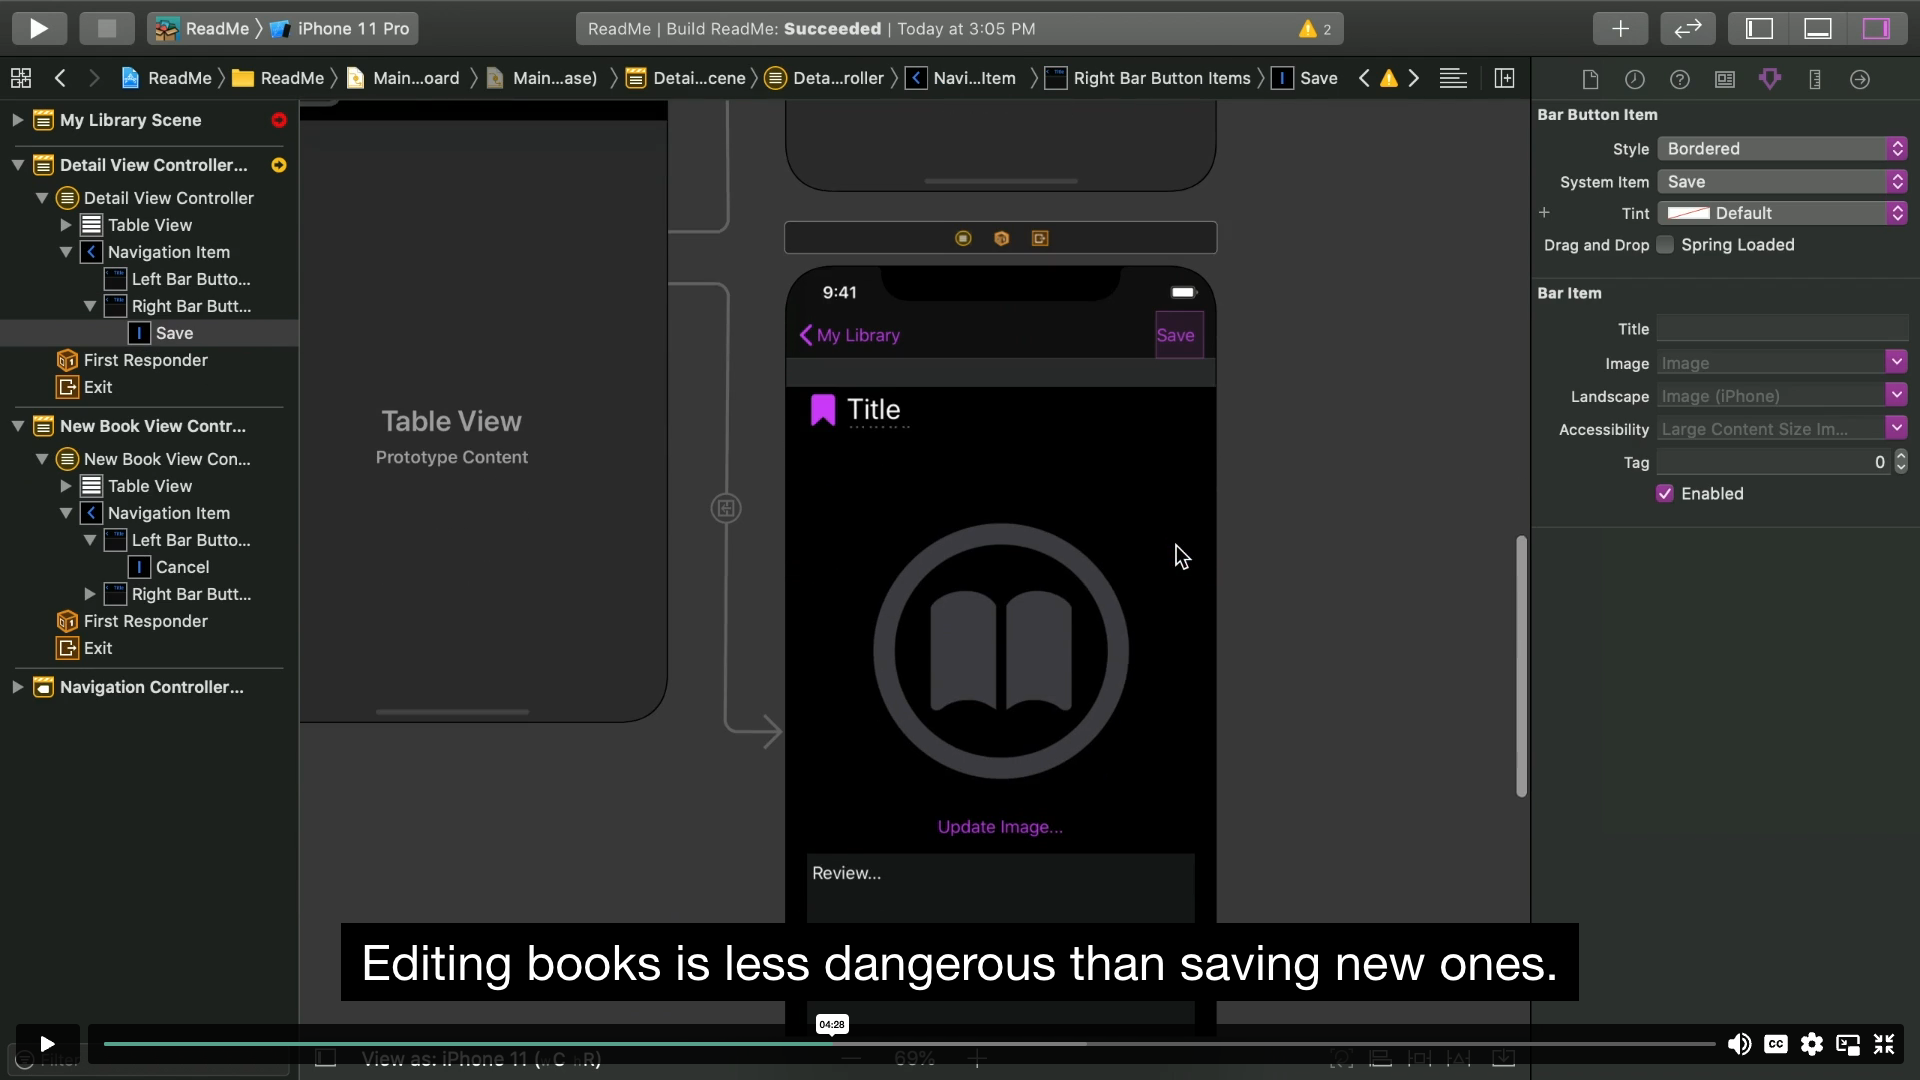 ReadMe 〉 iPhone 11 Pro
ReadMe | Build ReadMe: Succeeded | Today at 3:05 PM
2
ReadMe 〉 ReadMe 〉 Main...oard 〉 Main...ase) 〉 Detai...cene 〉 Deta...roller 〉 Navi...Item 〉 Right Bar Button Items 〉 Save
My Library Scene
Detail View Controller...
Detail View Controller
Table View
Navigation Item
Left Bar Butto...
Right Bar Butt...
Save
First Responder
Exit
New Book View Contr...
New Book View Con...
Table View
Navigation Item
Left Bar Butto...
Cancel
Right Bar Butt...
First Responder
Exit
Navigation Controller...
Filter
Table View
Prototype Content
9:41
My Library
Save
Title
Update Image...
Review...
Bar Button Item
Style Bordered
System Item Save
Tint Default
Drag and Drop Spring Loaded
Bar Item
Title
Image Image
Landscape Image (iPhone)
Accessibility Large Content Size Im...
Tag 0
Enabled
Editing books is less dangerous than saving new ones.
04:28
CC
View as: iPhone 11 (wC hR)
69%